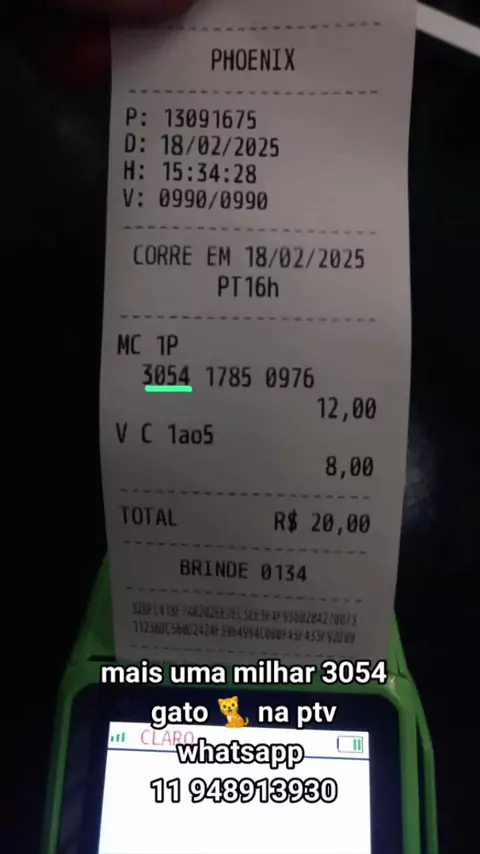 PHOENIX
P: 13091675
D: 18/02/2025
H: 15:34:28
V: 0990/0990
CORRE EM 18/02/2025
PT16h
MC 1P
3054 1785 0976
12,00
V C 1ao5
8,00
TOTAL R$ 20,00
BRINDE 0134
mais uma milhar 3054
gato 🐈 na ptv
CLARO
whatsapp
11 948913930